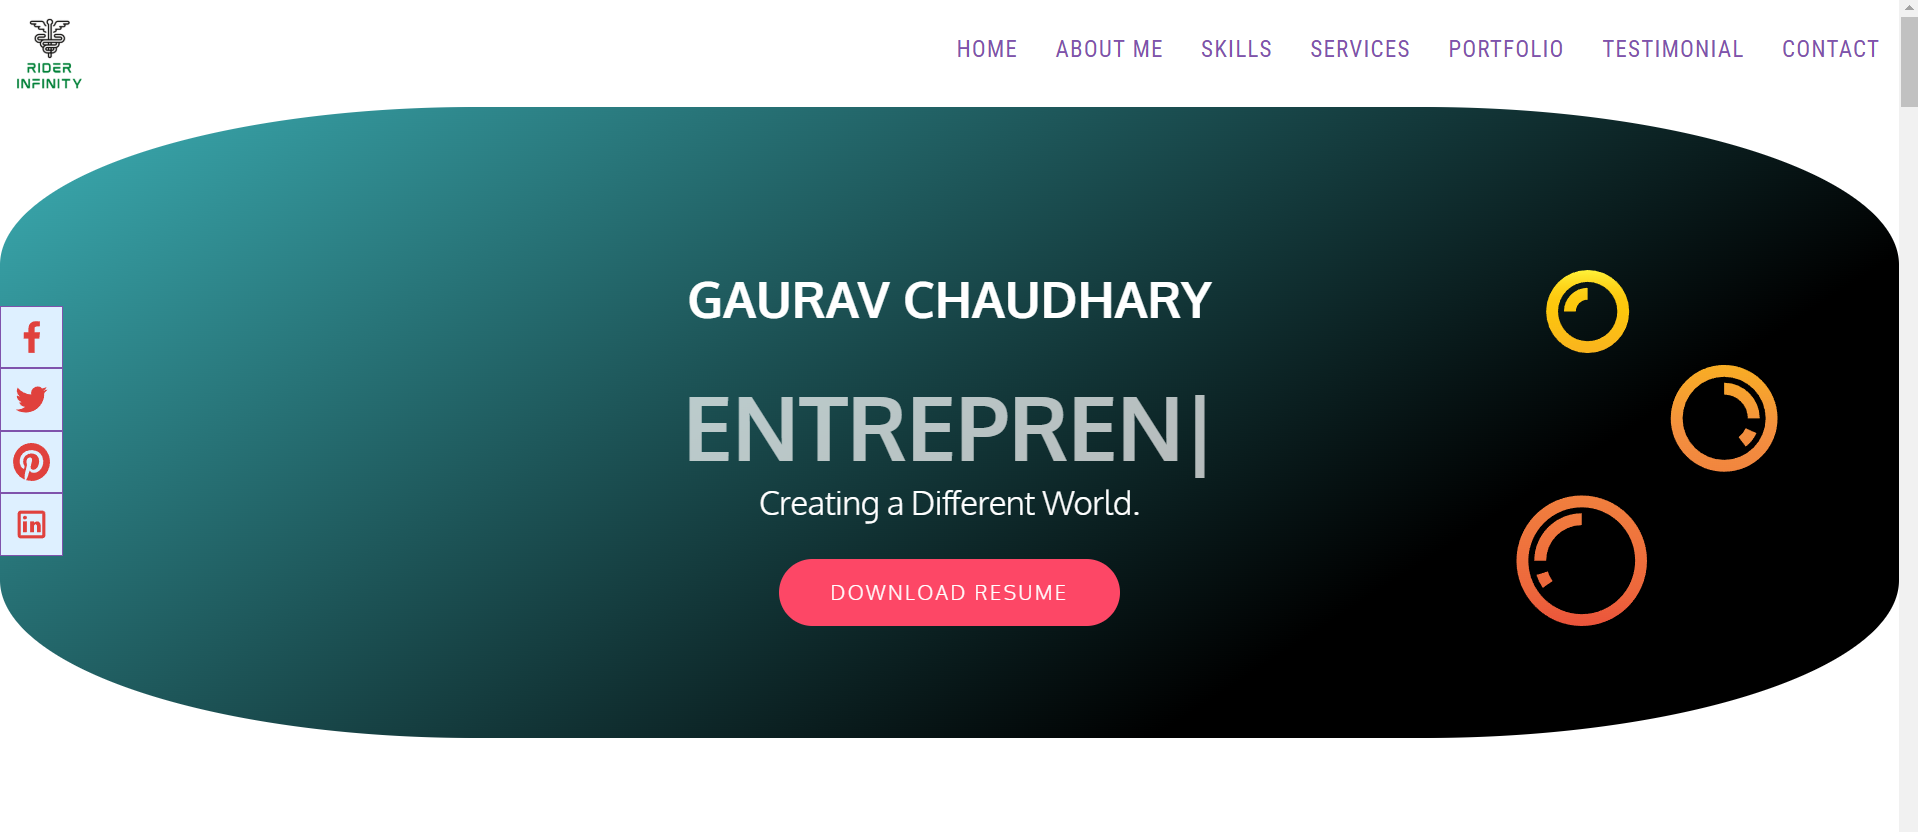 RIDER
INFINITY
HOME ABOUT ME SKILLS SERVICES PORTFOLIO TESTIMONIAL CONTACT
GAURAV CHAUDHARY
ENTREPREN|
Creating a Different World.
DOWNLOAD RESUME